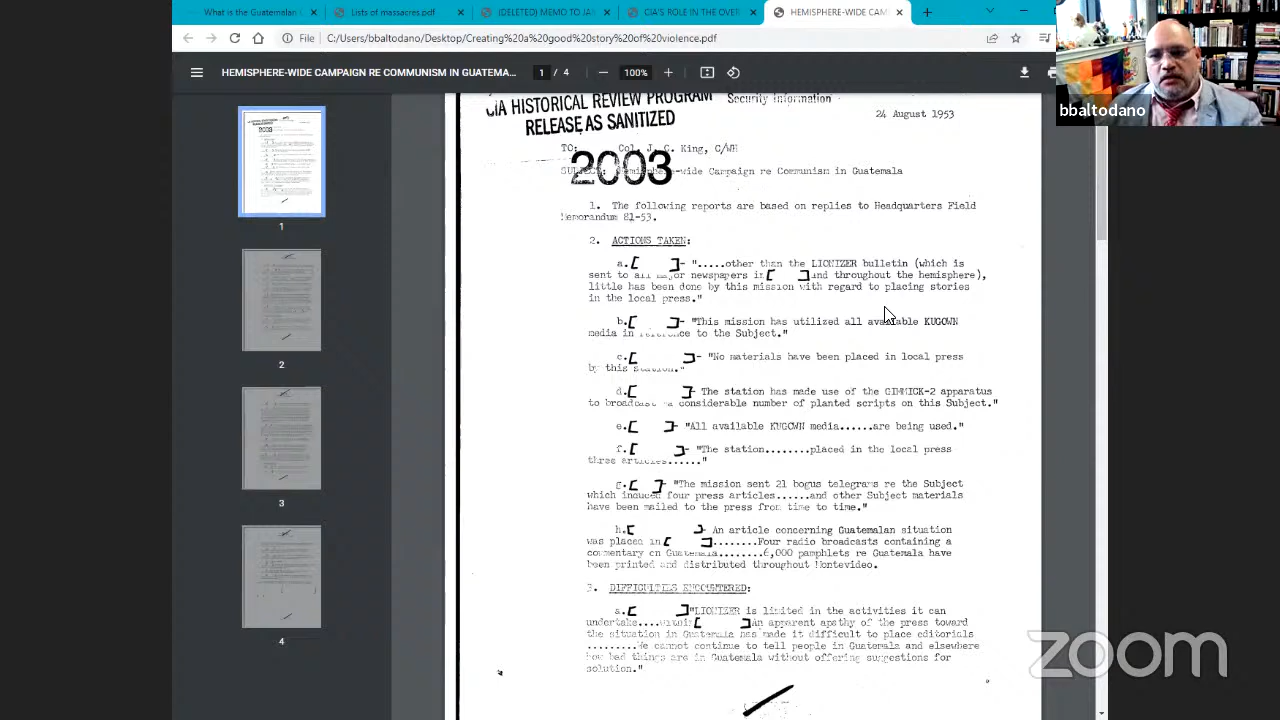 What is the Guatemalan C
Lists of massacres.pdf
(DELETED) MEMO TO JA
CIA'S ROLE IN THE OVER
HEMISPHERE-WIDE CAM
File C:/Users/bbaltodano/Desktop/Creating%20a%20good%20story%20of%20violence.pdf
HEMISPHERE-WIDE CAMPAIGN RE COMMUNISM IN GUATEMA... 1 / 4 100%
bbaltodano
1
2
3
4
CIA HISTORICAL REVIEW PROGRAM
RELEASE AS SANITIZED
2003
Security Information
24 August 1953
TO: Col. J. C. King, C/WH
SUBJECT: Hemisphere-wide Campaign re Communism in Guatemala
1. The following reports are based on replies to Headquarters Field
Memorandum 21-53.
2. ACTIONS TAKEN:
a.[ ]- ".....other than the LIONIZER bulletin (which is
sent to all major newspapers in[ ]and throughout the hemisphere),
little has been done by this mission with regard to placing stories
in the local press."
b.[ ]- "This mission has utilized all available KUGOWN
media in reference to the Subject."
c.[ ]- "No materials have been placed in local press
by this station."
d.[ ]- The station has made use of the GIMMICK-2 apparatus
to broadcast a considerable number of planted scripts on this Subject."
e.[ ]- "All available KUGOWN media......are being used."
f.[ ]- "The station........placed in the local press
three articles......"
g.[ ]- "The mission sent 21 bogus telegrams re the Subject
which induced four press articles......and other Subject materials
have been mailed to the press from time to time."
h.[ ]- An article concerning Guatemalan situation
was placed in[ ]........Four radio broadcasts containing a
commentary on Guatemala........6,000 pamphlets re Guatemala have
been printed and distributed throughout Montevideo.
3. DIFFICULTIES ENCOUNTERED:
a.[ ]"LIONIZER is limited in the activities it can
undertake....within[ ]An apparent apathy of the press toward
the situation in Guatemala has made it difficult to place editorials
.........We cannot continue to tell people in Guatemala and elsewhere
how bad things are in Guatemala without offering suggestions for
solution."
zoom